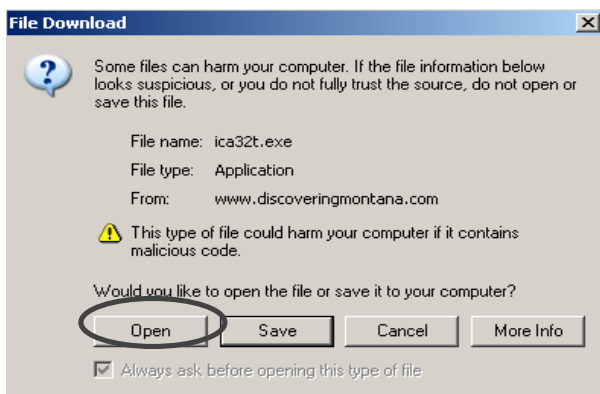 File Download
Some files can harm your computer. If the file information below
looks suspicious, or you do not fully trust the source, do not open or
save this file.
File name: ica32t.exe
File type: Application
From: www.discoveringmontana.com
This type of file could harm your computer if it contains
malicious code.
Would you like to open the file or save it to your computer?
Open Save Cancel More Info
Always ask before opening this type of file